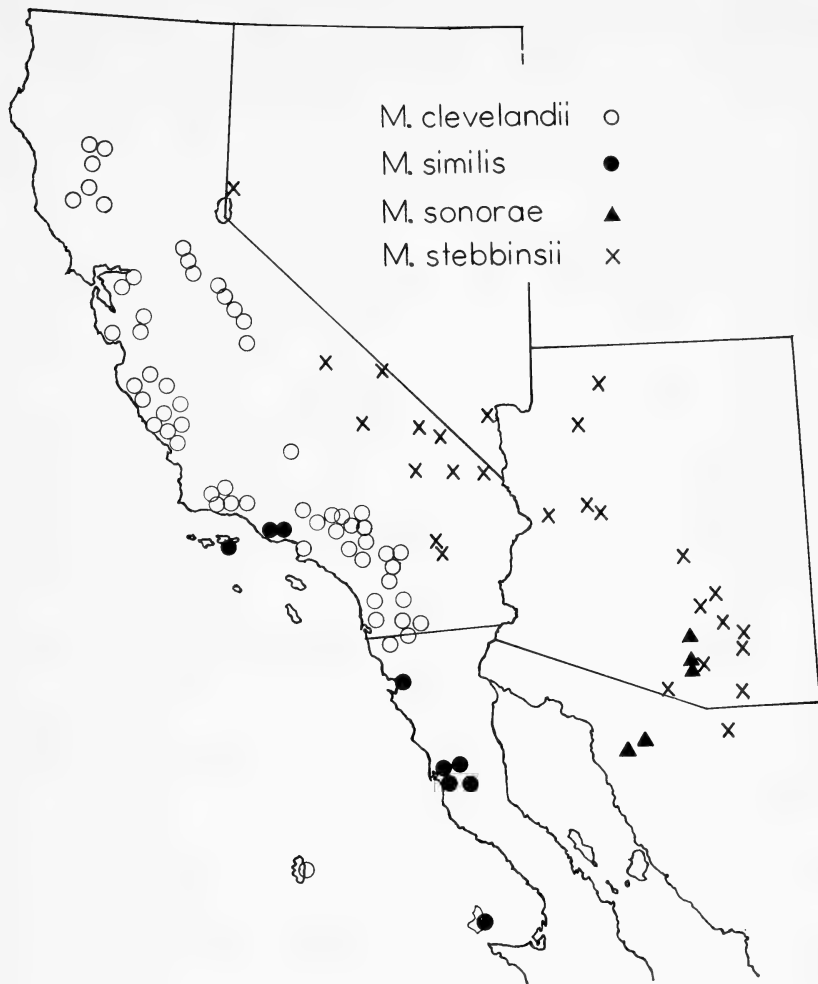 M. clevelandii ○
M. similis ●
M. sonorae ▲
M. stebbinsii ×